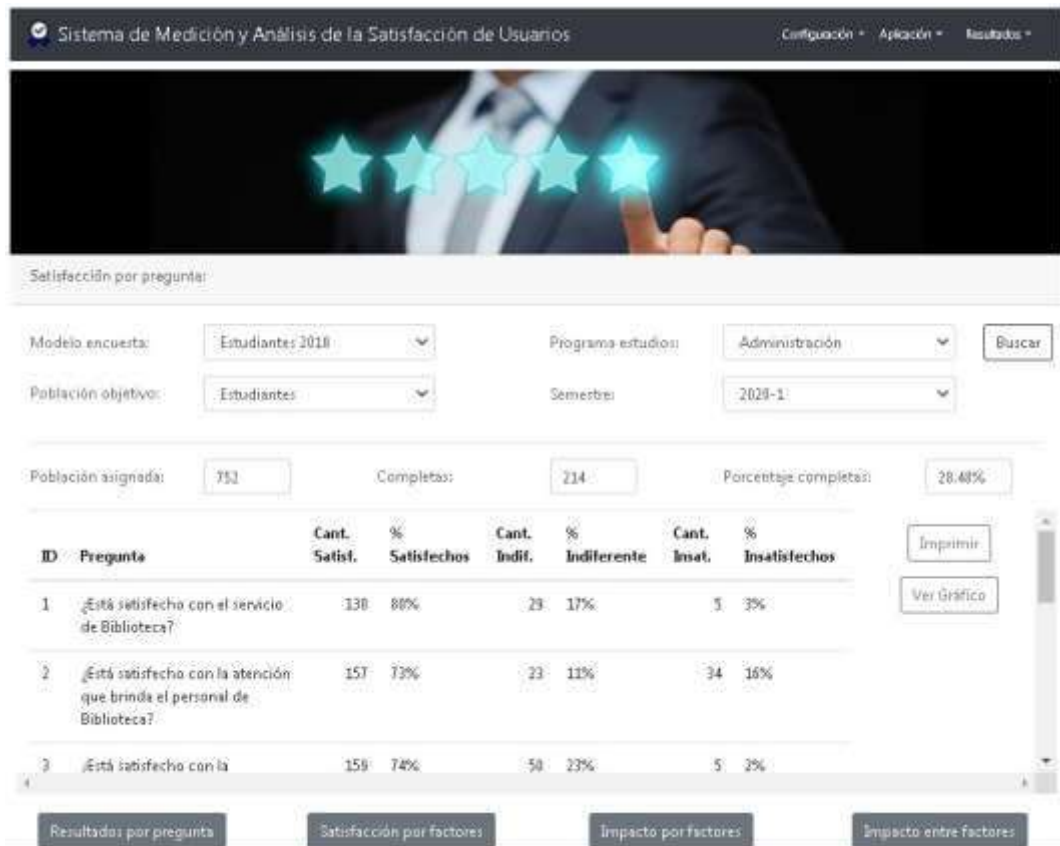 Sistema de Medición y Análisis de la Satisfacción de Usuarios
Configuración Aplicación Resultados
Satisfacción por pregunta:
Modelo encuesta: Estudiantes 2018 Programa estudios: Administración Buscar
Población objetivo: Estudiantes Semestre: 2020-1
Población asignada: 752 Completas: 214 Porcentaje completas: 28.48%
Cant. % Cant. % Cant. %
ID Pregunta Satisf. Satisfechos Indif. Indiferente Insat. Insatisfechos
Imprimir
Ver Gráfico
1 ¿Está satisfecho con el servicio 138 80% 29 17% 5 3%
de Biblioteca?
2 ¿Está satisfecho con la atención 157 73% 23 11% 34 16%
que brinda el personal de
Biblioteca?
3 ¿Está satisfecho con la 159 74% 50 23% 5 2%
Resultados por pregunta Satisfacción por factores Impacto por factores Impacto entre factores